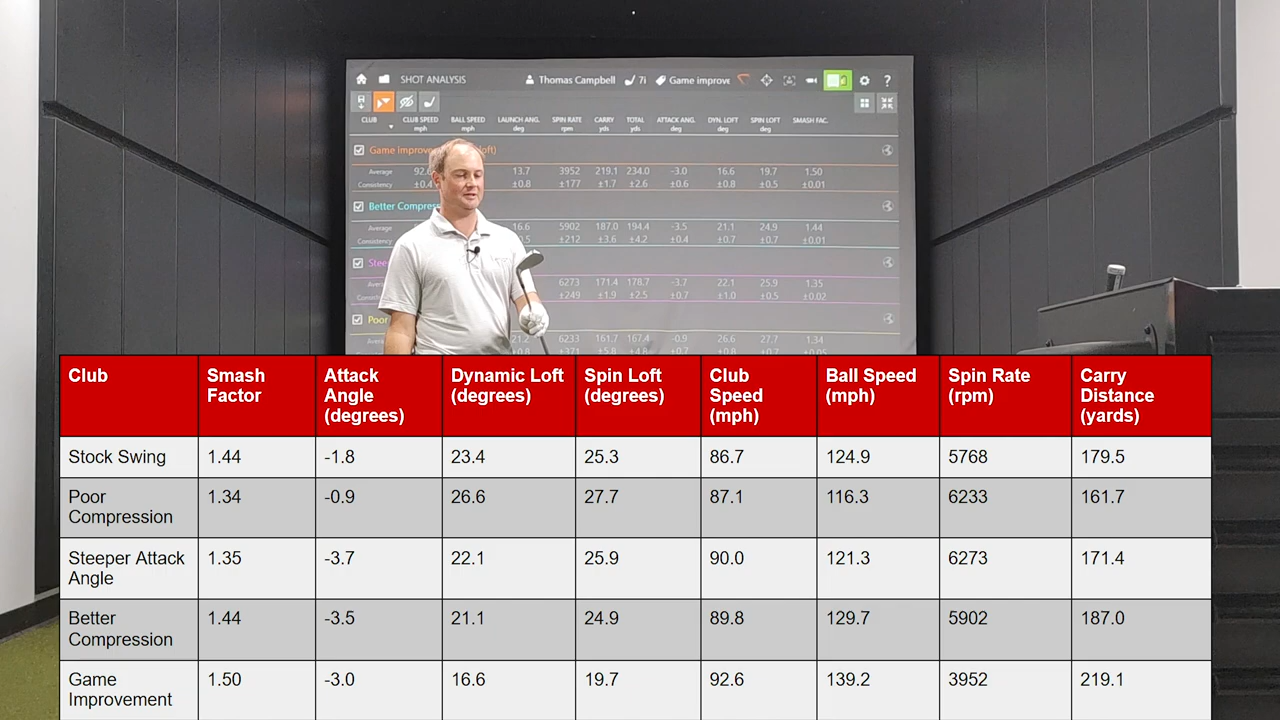 SHOT ANALYSIS Thomas Campbell 7i Game improve ?
CLUB CLUB SPEED BALL SPEED LAUNCH ANG. SPIN RATE CARRY TOTAL ATTACK ANG. DYN. LOFT SPIN LOFT SMASH FAC.
mph mph deg rpm yds yds deg deg deg
Game improve loft)
Average 92.6 13.7 3952 219.1 234.0 -3.0 16.6 19.7 1.50
Consistency ±0.4 ±0.8 ±177 ±1.7 ±2.6 ±0.6 ±0.8 ±0.5 ±0.01
Better Compres
Average 16.6 5902 187.0 194.4 -3.5 21.1 24.9 1.44
Consistency ±212 ±3.6 ±4.2 ±0.4 ±0.7 ±0.7 ±0.01
Stee
Avera 6273 171.4 178.7 -3.7 22.1 25.9 1.35
Consist ±249 ±1.9 ±2.5 ±0.7 ±1.0 ±0.5 ±0.02
Poor
Avera 21.2 6233 161.7 167.4 -0.9 26.6 27.7 1.34
Club Smash Attack Dynamic Loft Spin Loft Club Ball Speed Spin Rate Carry
Factor Angle (degrees) (degrees) Speed (mph) (rpm) Distance
(degrees) (mph) (yards)
Stock Swing 1.44 -1.8 23.4 25.3 86.7 124.9 5768 179.5
Poor 1.34 -0.9 26.6 27.7 87.1 116.3 6233 161.7
Compression
Steeper Attack 1.35 -3.7 22.1 25.9 90.0 121.3 6273 171.4
Angle
Better 1.44 -3.5 21.1 24.9 89.8 129.7 5902 187.0
Compression
Game 1.50 -3.0 16.6 19.7 92.6 139.2 3952 219.1
Improvement